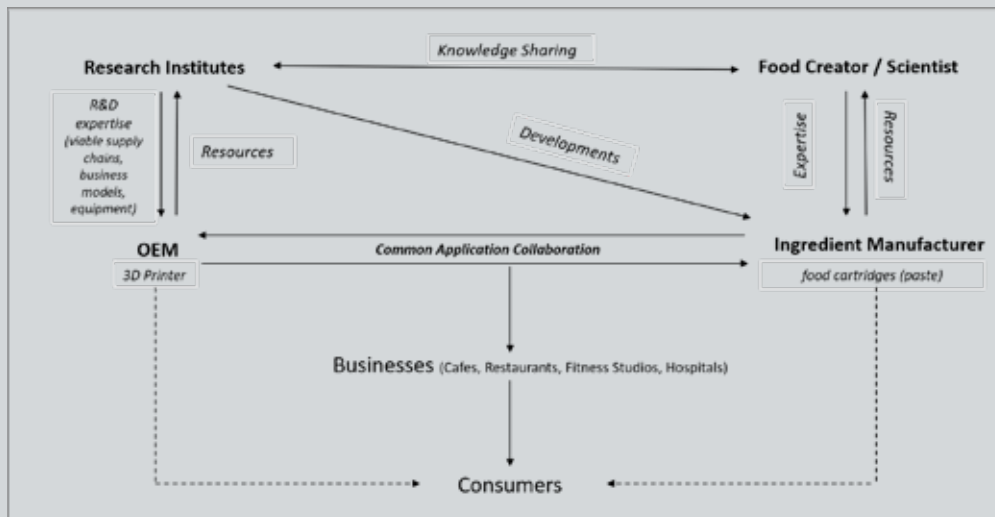 Knowledge Sharing
Research Institutes
Food Creator / Scientist
R&D
expertise
(viable supply
chains,
business
models,
equipment)
Resources
Developments
Expertise
Resources
OEM
3D Printer
Common Application Collaboration
Ingredient Manufacturer
food cartridges (paste)
Businesses (Cafes, Restaurants, Fitness Studios, Hospitals)
Consumers